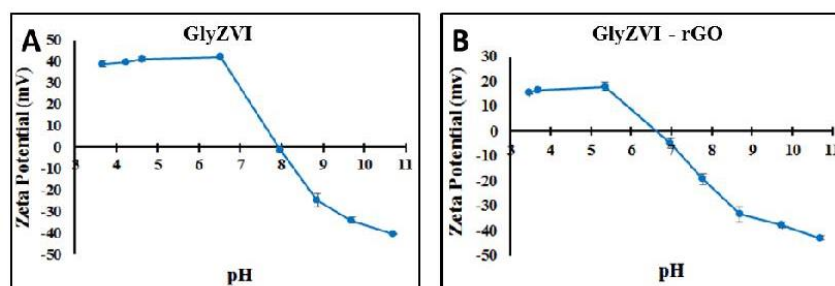 A
GlyZVI
Zeta Potential (mV)
50
40
30
20
10
0
-10
-20
-30
-40
-50
3 4 5 6 7 8 9 10 11
pH
B
GlyZVI - rGO
Zeta Potential (mv)
30
20
10
0
-10
-20
-30
-40
-50
3 4 5 6 7 8 9 10 11
pH